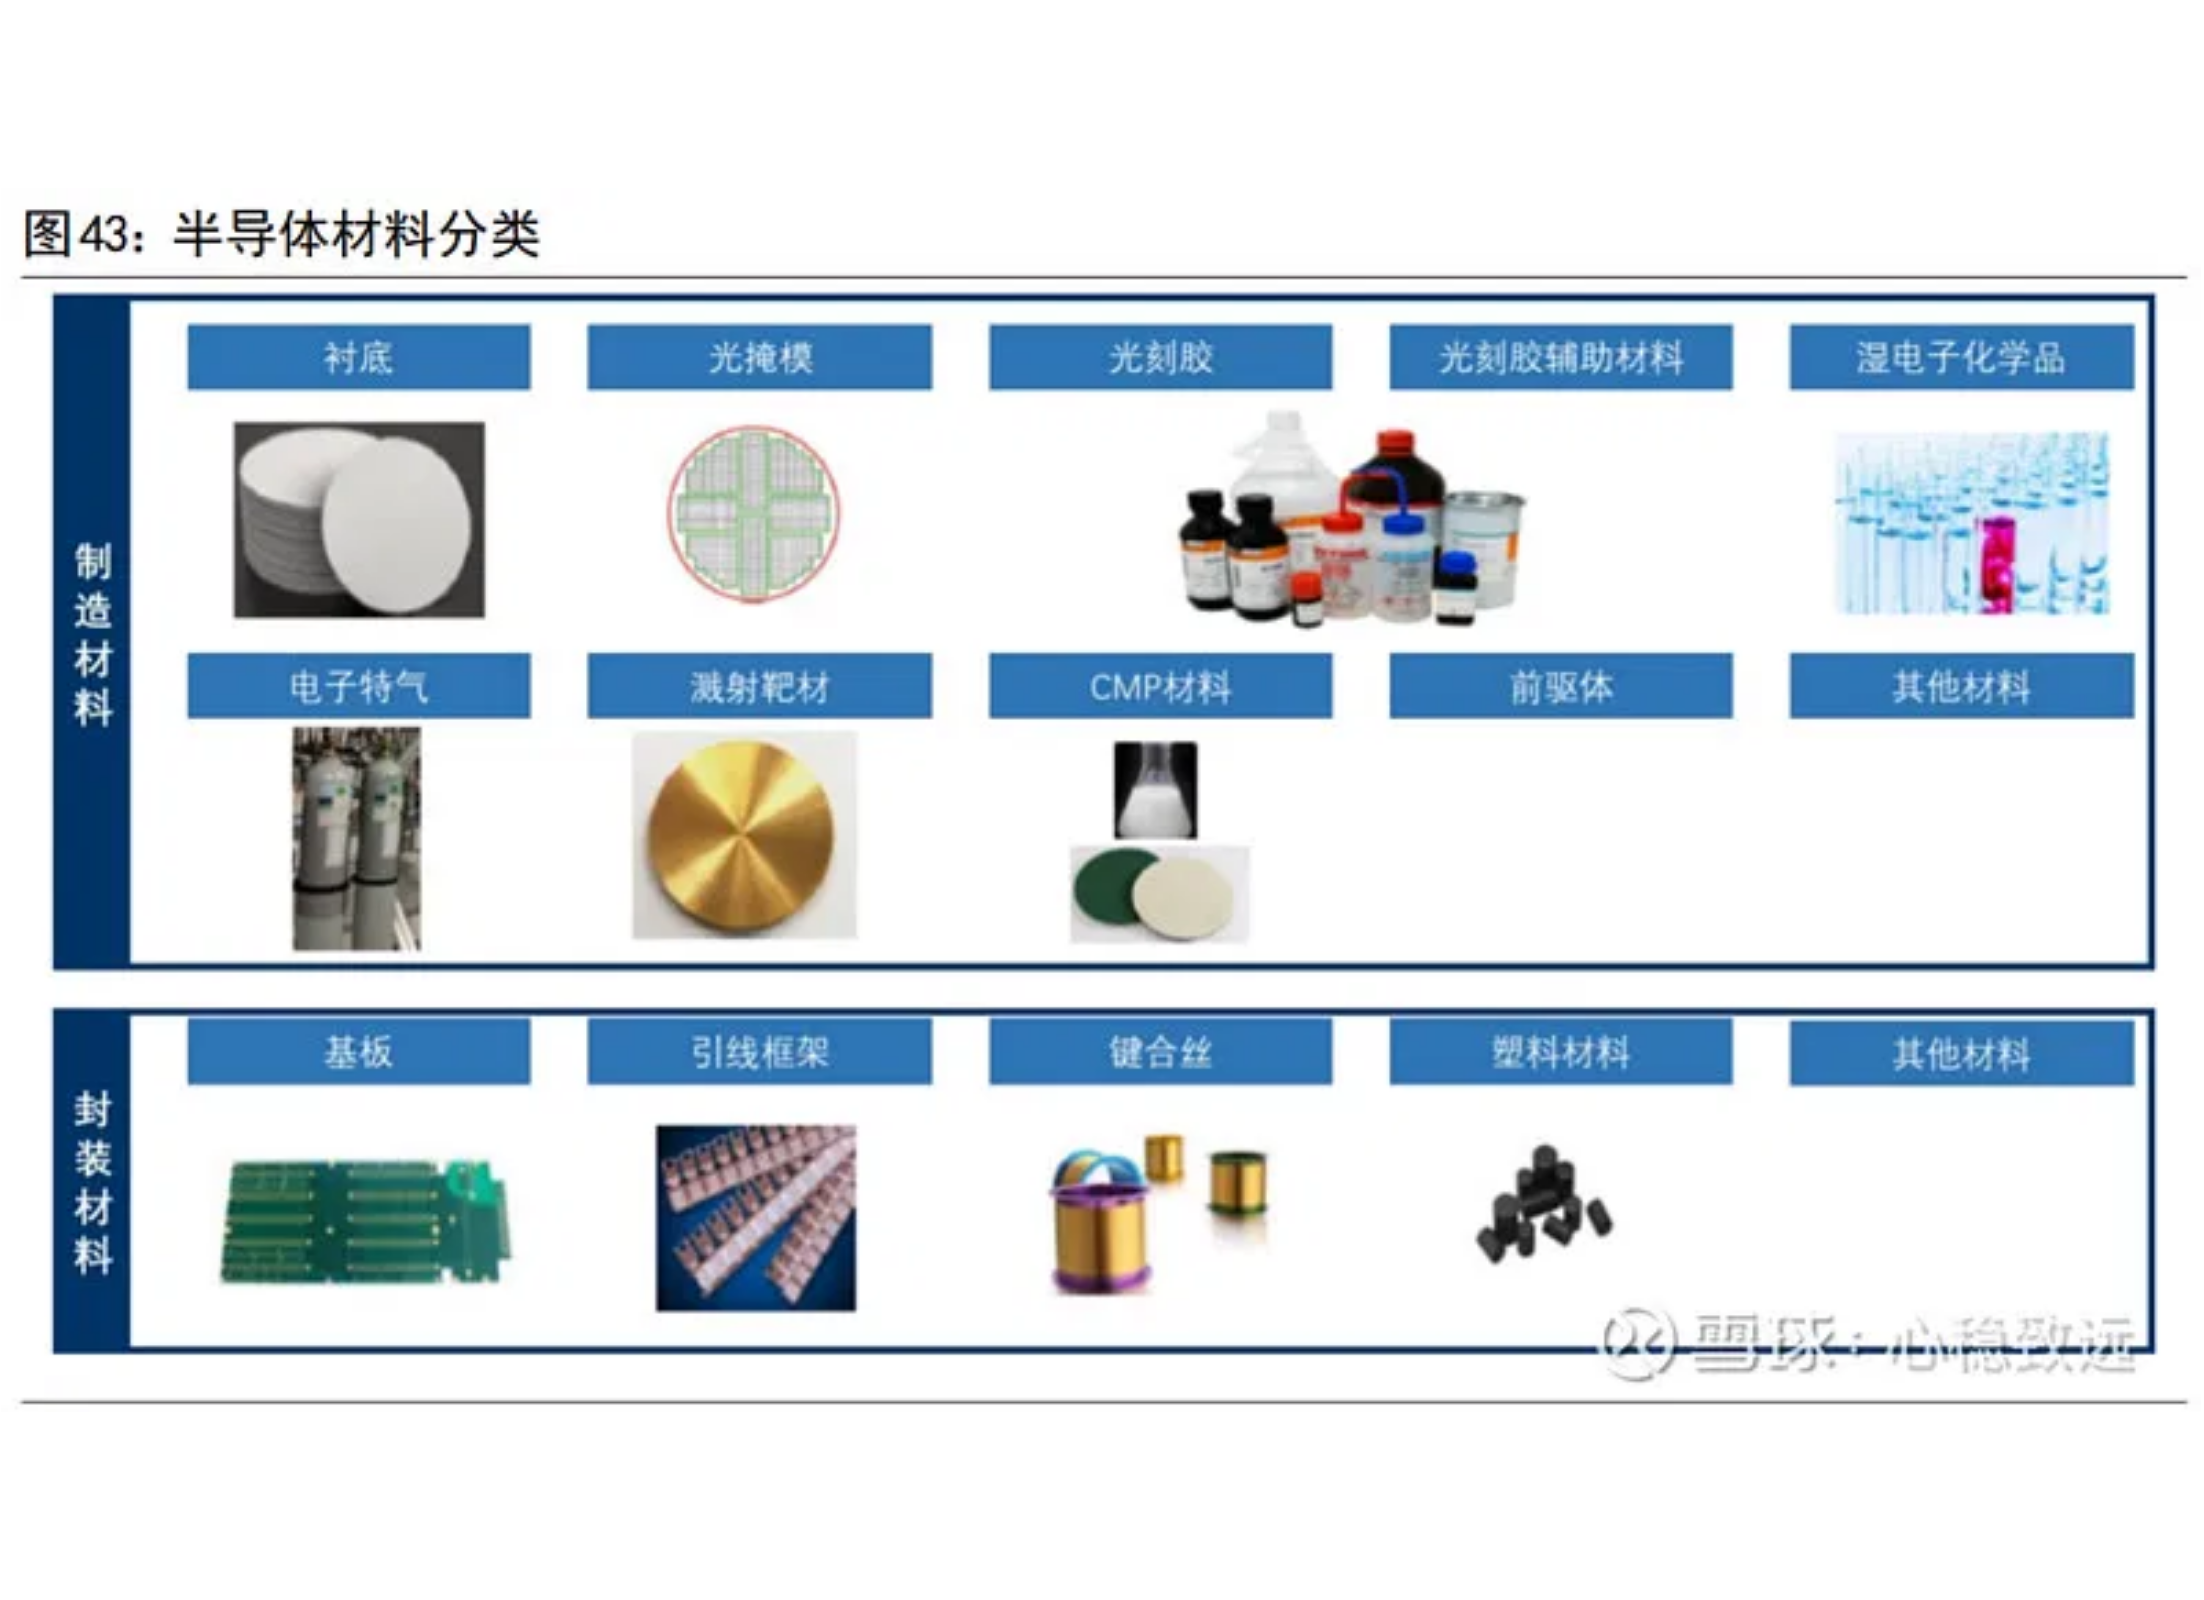 图43：半导体材料分类
制造材料
衬底
光掩模
光刻胶
光刻胶辅助材料
湿电子化学品
电子特气
溅射靶材
CMP材料
前驱体
其他材料
封装材料
基板
引线框架
键合丝
塑料材料
其他材料
雪球：心稳致远